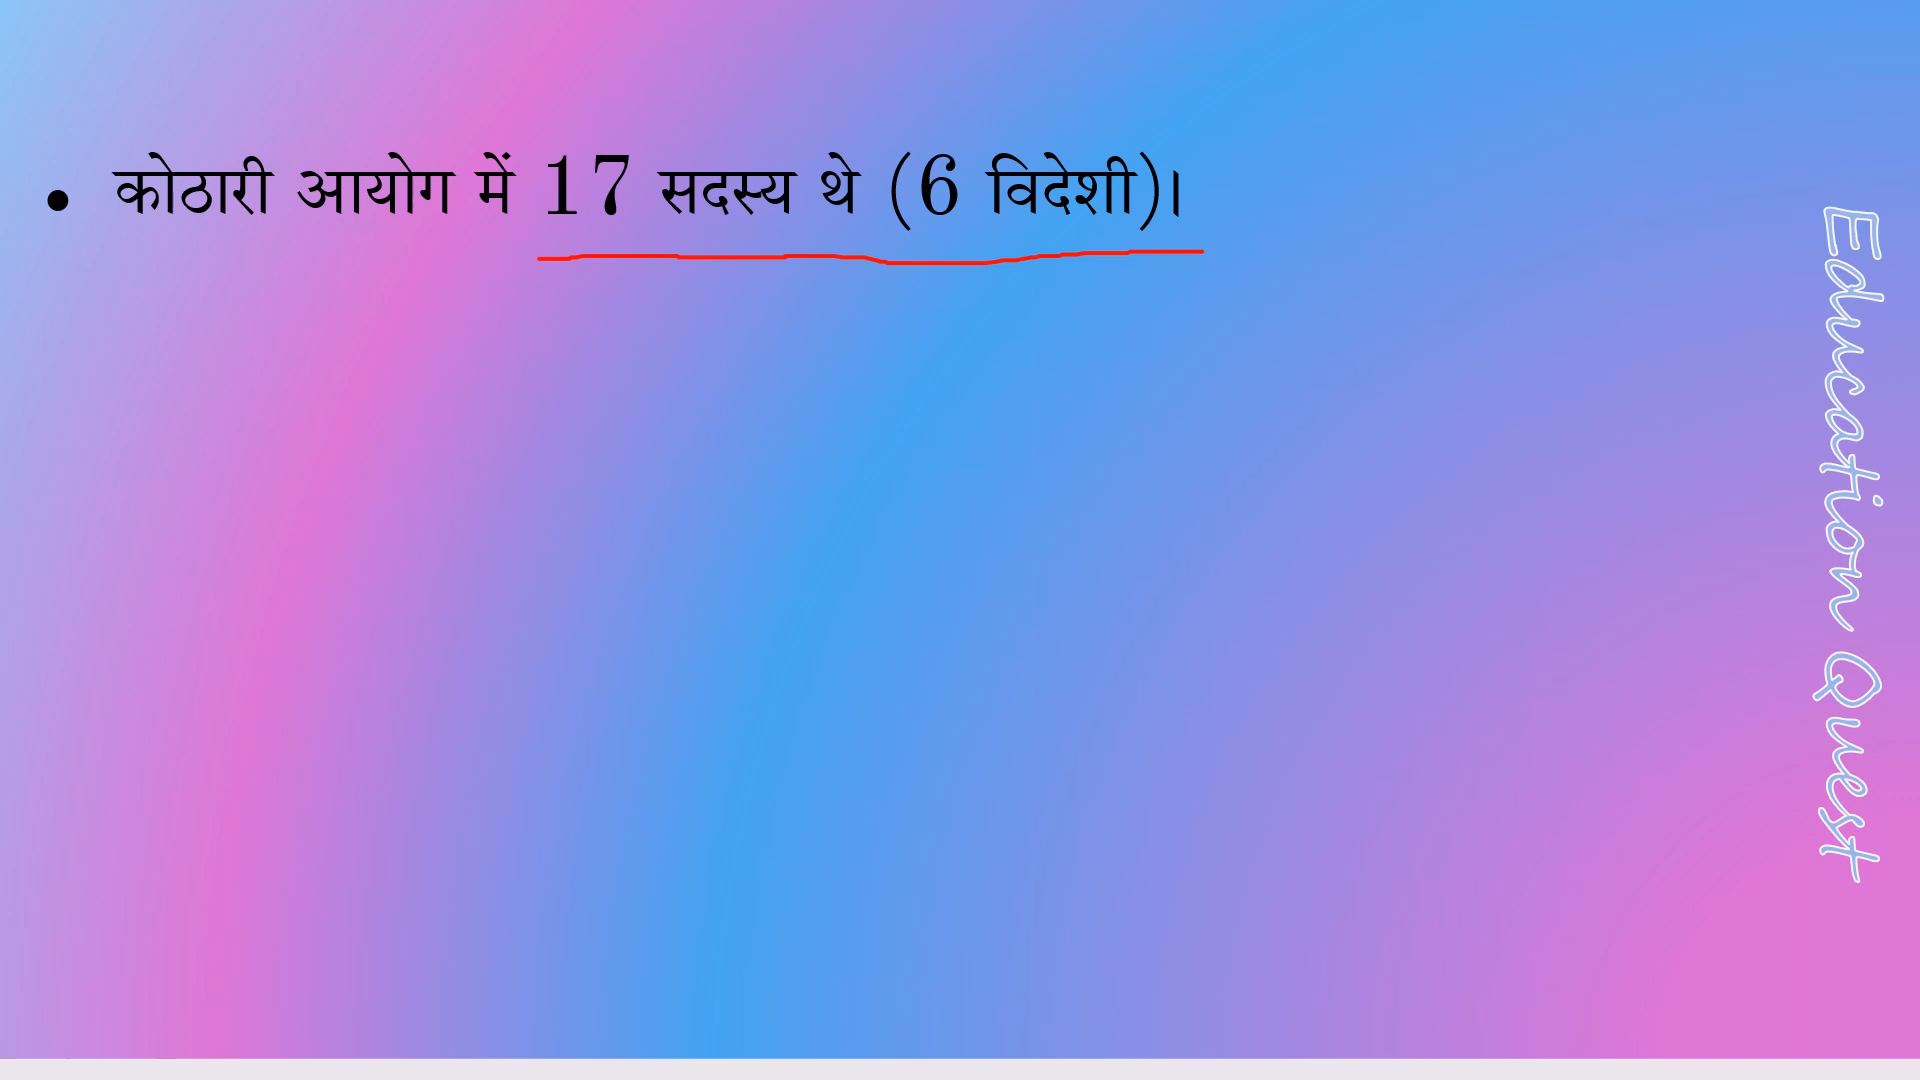 • कोठारी आयोग में 17 सदस्य थे (6 विदेशी)।
Education Quest